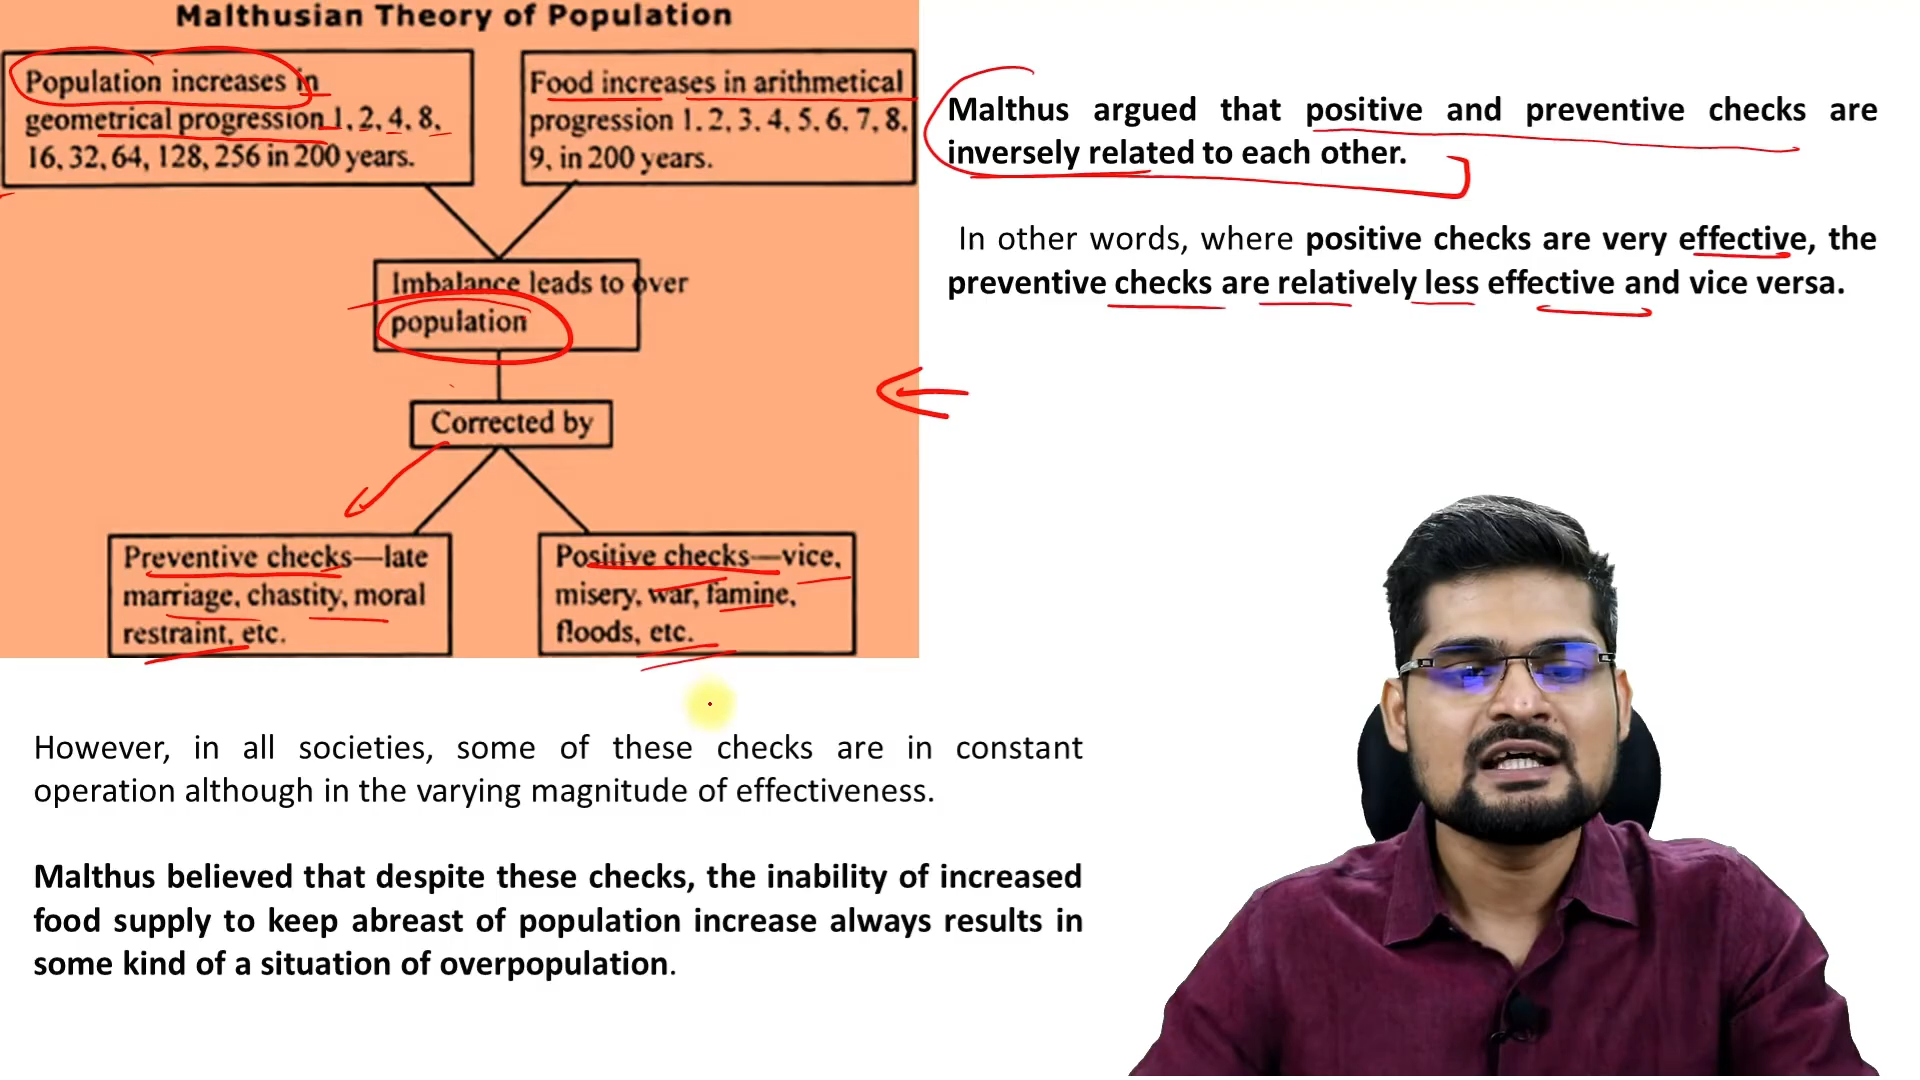 Malthusian Theory of Population
Population increases in
geometrical progression 1, 2, 4, 8,
16, 32, 64, 128, 256 in 200 years.
Food increases in arithmetical
progression 1. 2, 3. 4, 5, 6, 7, 8,
9, in 200 years.
Imbalance leads to over
population
Corrected by
Preventive checks—late
marriage, chastity, moral
restraint, etc.
Positive checks—vice,
misery, war, famine,
floods, etc.
Malthus argued that positive and preventive checks are
inversely related to each other.
In other words, where positive checks are very effective, the
preventive checks are relatively less effective and vice versa.
However, in all societies, some of these checks are in constant
operation although in the varying magnitude of effectiveness.
Malthus believed that despite these checks, the inability of increased
food supply to keep abreast of population increase always results in
some kind of a situation of overpopulation.